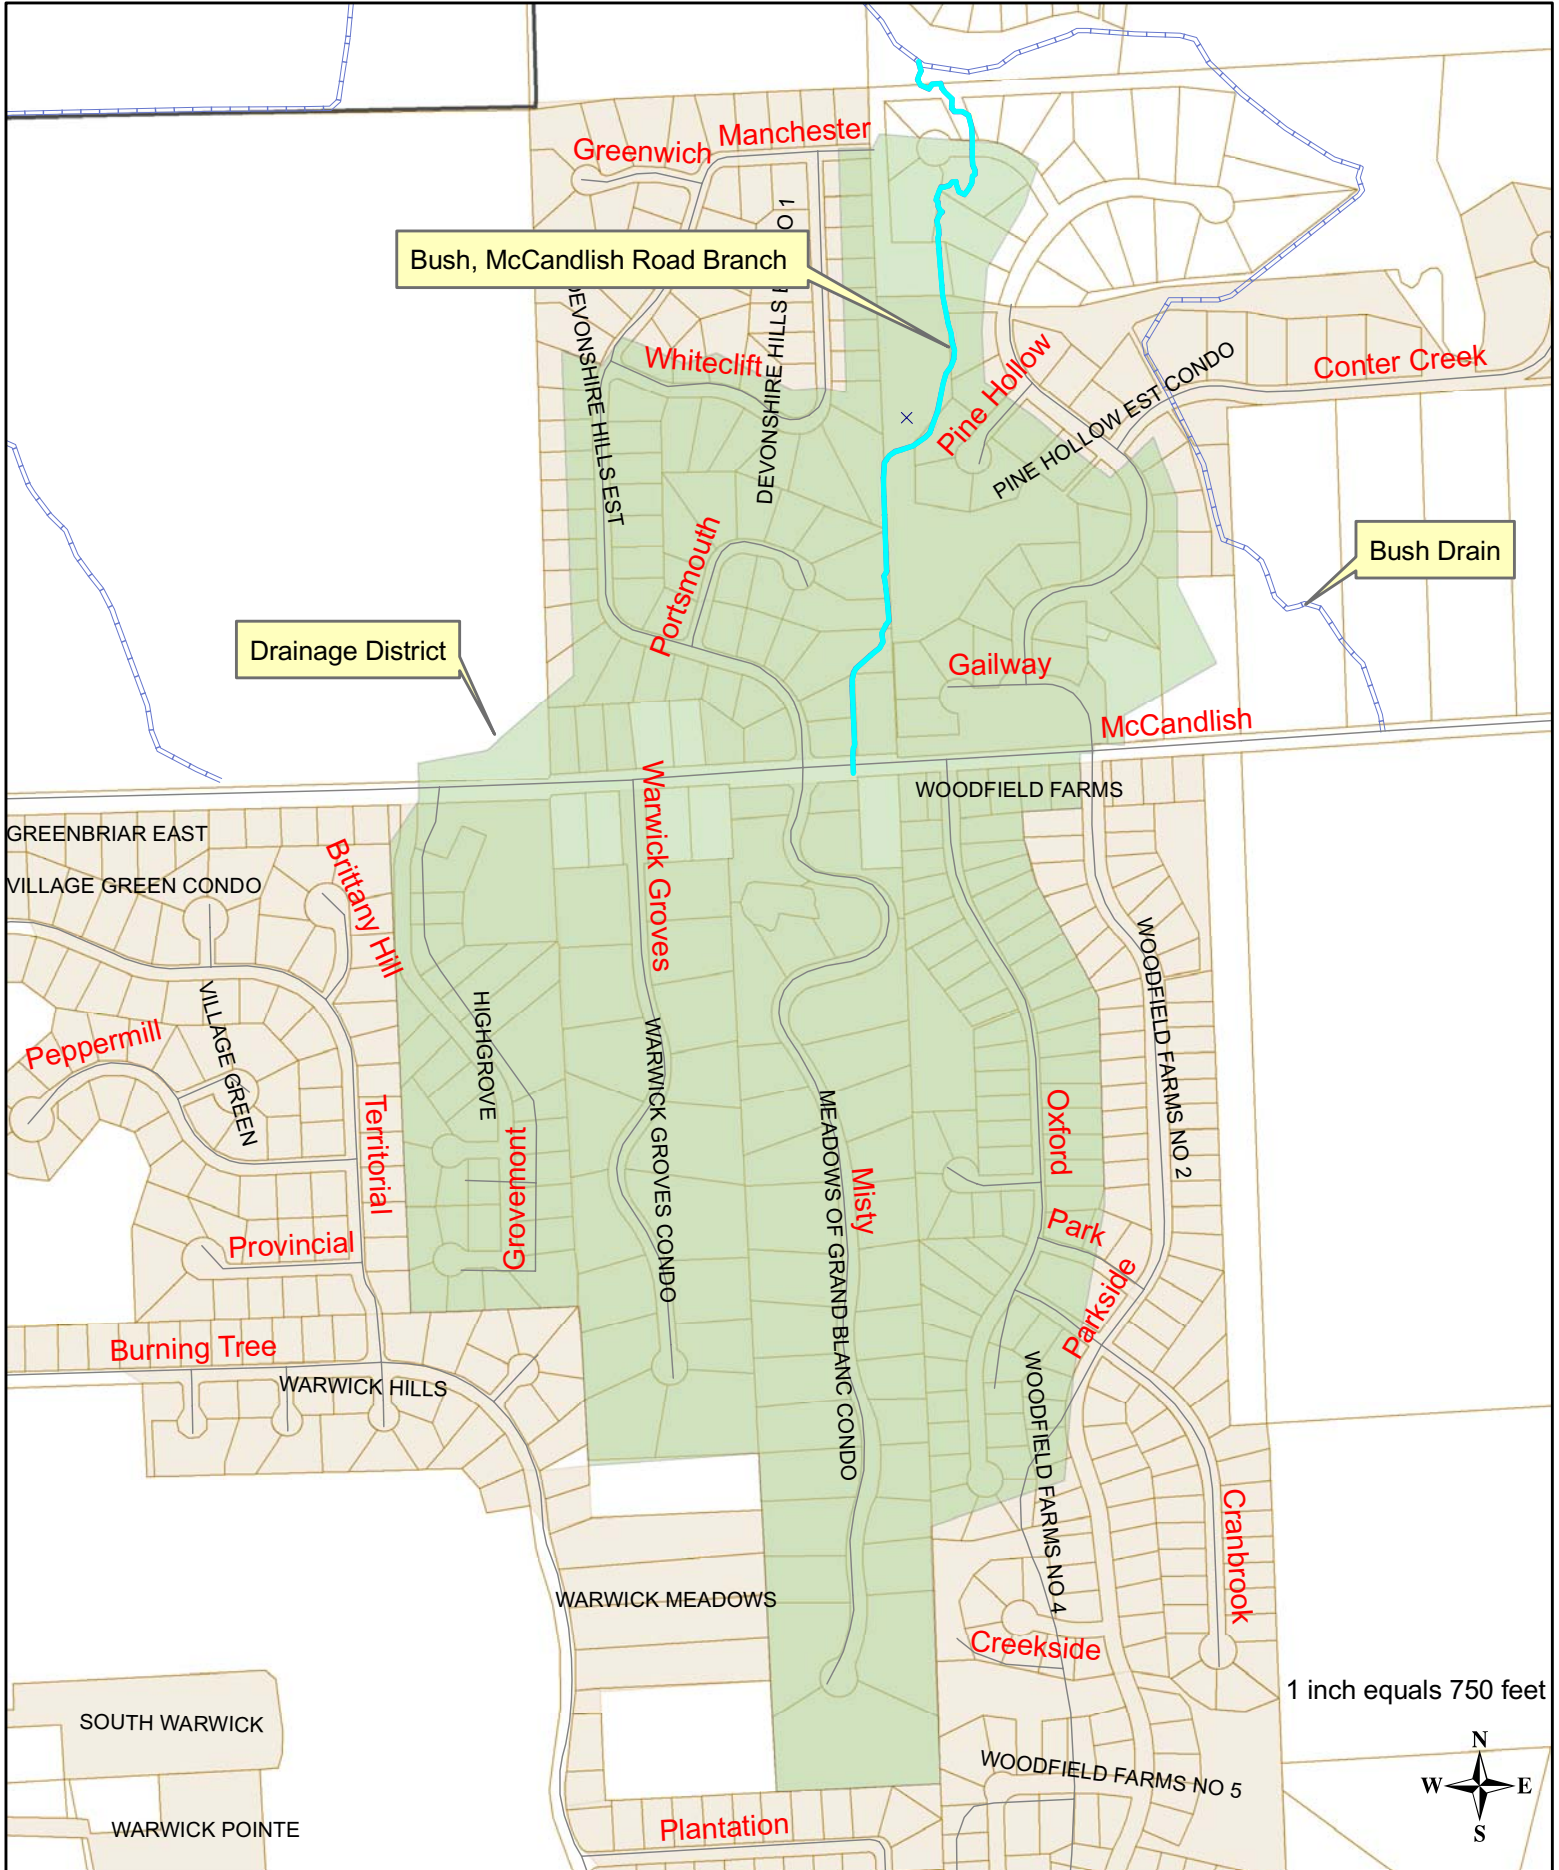 Manchester
Greenwich
DEVONSHIRE HILLS E O 1
Bush, McCandlish Road Branch
DEVONSHIRE HILLS EST
Whiteclift
Pine Hollow
PINE HOLLOW EST CONDO
Conter Creek
Portsmouth
Bush Drain
Drainage District
Gailway
McCandlish
WOODFIELD FARMS
Warwick Groves
GREENBRIAR EAST
VILLAGE GREEN CONDO
Brittany Hill
WOODFIELD FARMS NO 2
VILLAGE GREEN
HIGHGROVE
WARWICK GROVES CONDO
Peppermill
Territorial
Grovemont
MEADOWS OF GRAND BLANC CONDO
Misty
Oxford
Park
Provincial
Parkside
Burning Tree
WARWICK HILLS
WOODFIELD FARMS NO 4
Cranbrook
WARWICK MEADOWS
Creekside
1 inch equals 750 feet
SOUTH WARWICK
WOODFIELD FARMS NO 5
N
W E
S
WARWICK POINTE
Plantation